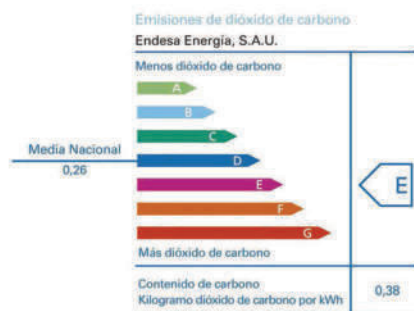 Emisiones de dióxido de carbono
Endesa Energía, S.A.U.
Menos dióxido de carbono
A
B
C
Media Nacional
0,26
D
E
E
F
G
Más dióxido de carbono
Contenido de carbono
Kilogramo dióxido de carbono por kWh
0,38